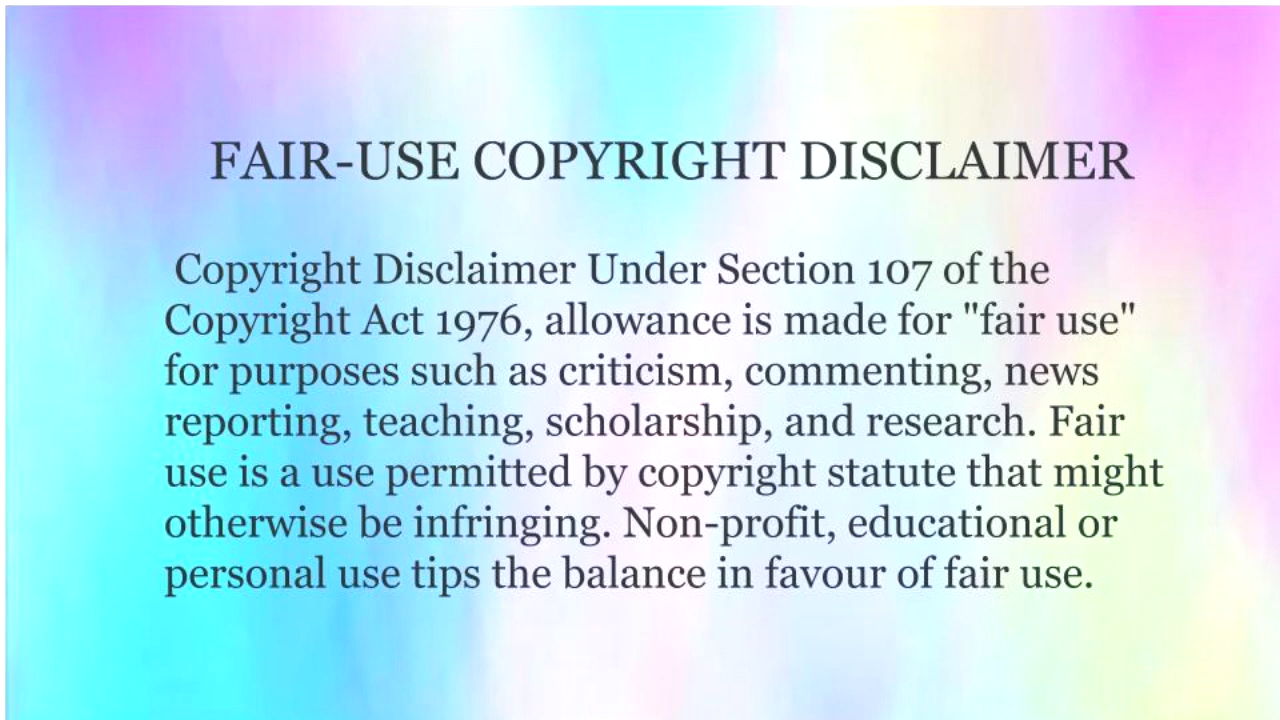 FAIR-USE COPYRIGHT DISCLAIMER
Copyright Disclaimer Under Section 107 of the
Copyright Act 1976, allowance is made for "fair use"
for purposes such as criticism, commenting, news
reporting, teaching, scholarship, and research. Fair
use is a use permitted by copyright statute that might
otherwise be infringing. Non-profit, educational or
personal use tips the balance in favour of fair use.